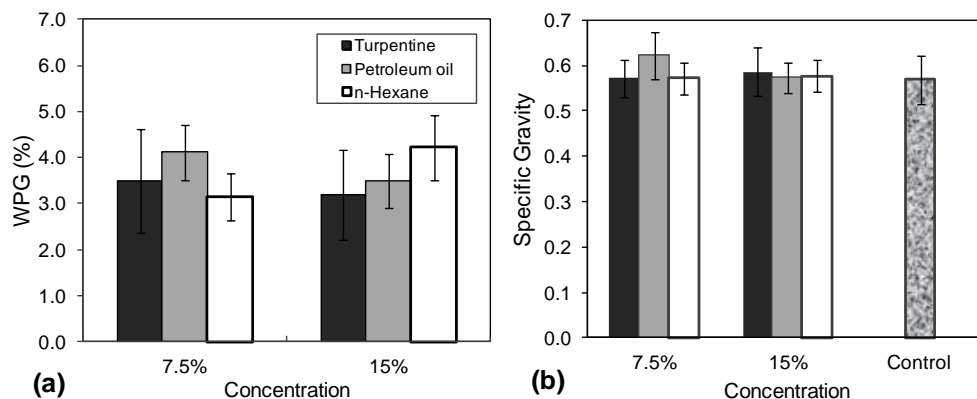 7.0
6.0
5.0
4.0
3.0
2.0
1.0
0.0
WPG (%)
Turpentine
Petroleum oil
n-Hexane
7.5%
15%
Concentration
(a)
0.7
0.6
0.5
0.4
0.3
0.2
0.1
0.0
Specific Gravity
7.5%
15%
Control
Concentration
(b)